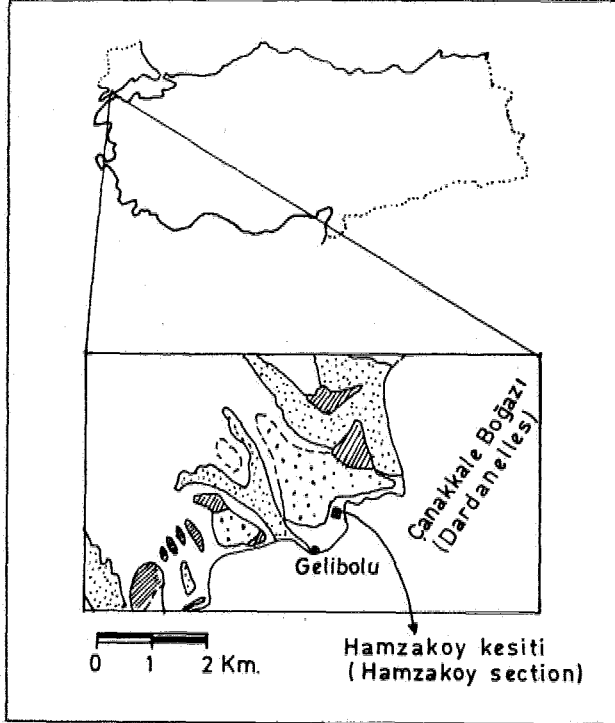 Çanakkale Boğazı
(Dardanelles)
Gelibolu
0 1 2 Km.
Hamzakoy kesiti
(Hamzakoy section)